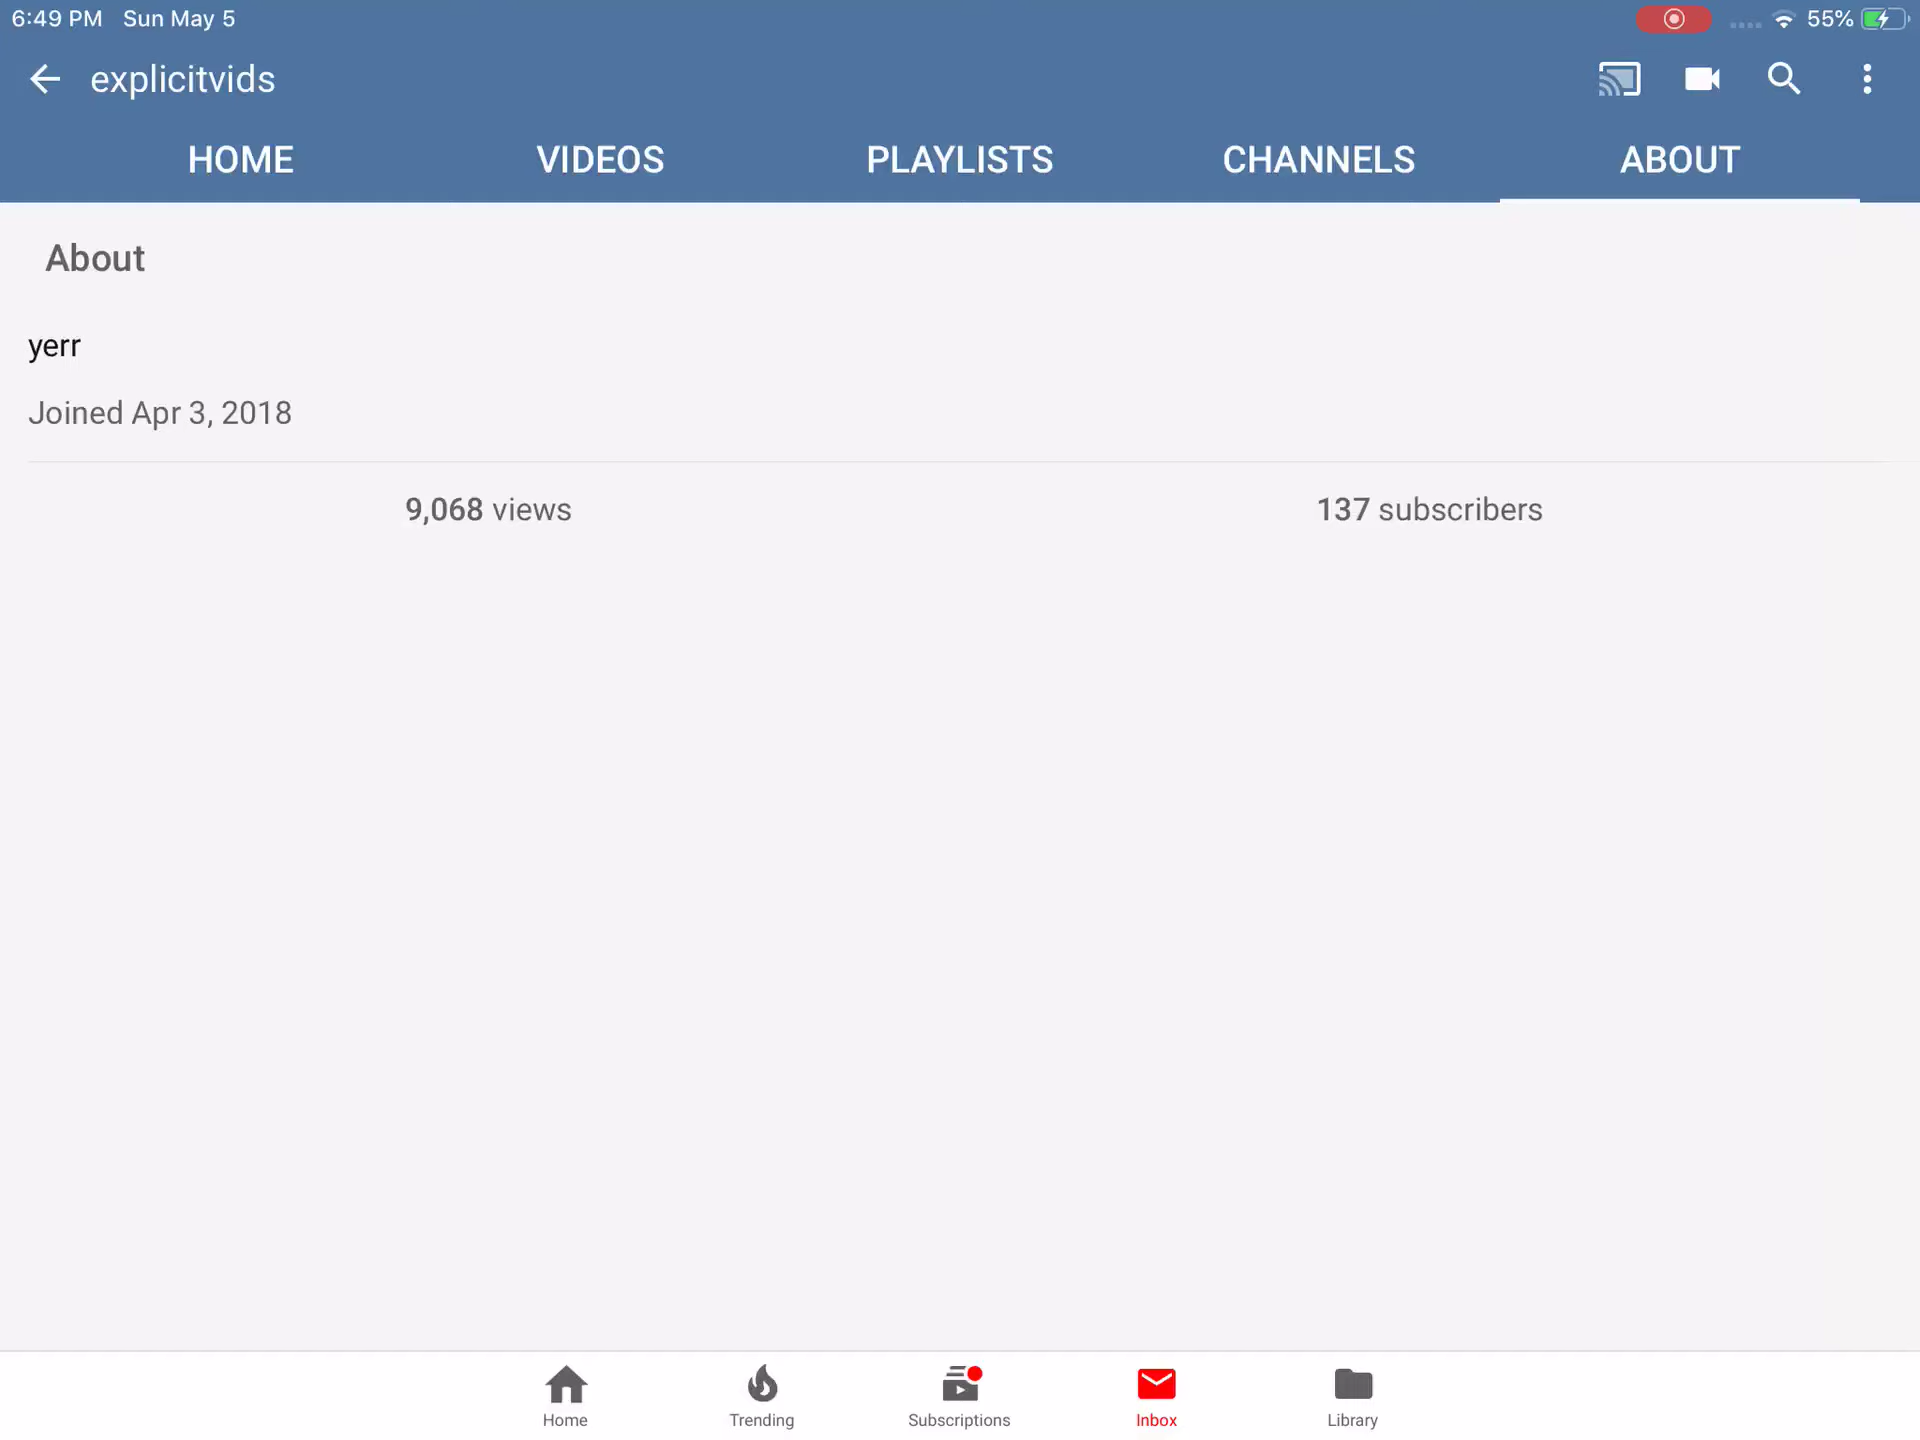 6:49 PM Sun May 5 55%
explicitvids
HOME VIDEOS PLAYLISTS CHANNELS ABOUT
About
yerr
Joined Apr 3, 2018
9,068 views 137 subscribers
Home Trending Subscriptions Inbox Library